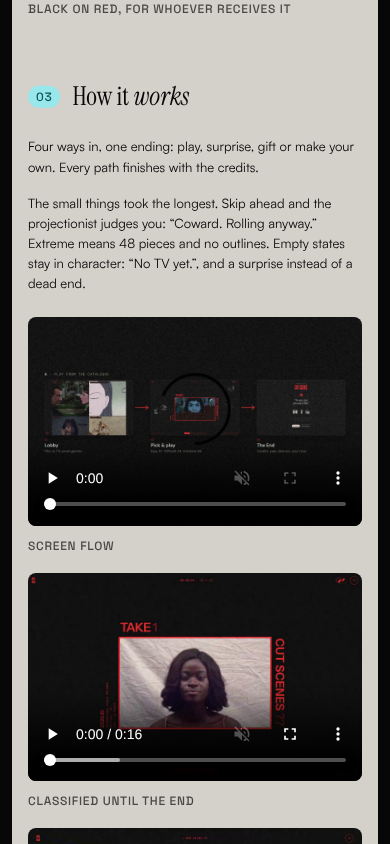 BLACK ON RED, FOR WHOEVER RECEIVES IT
03 How it works
Four ways in, one ending: play, surprise, gift or make your
own. Every path finishes with the credits.
The small things took the longest. Skip ahead and the
projectionist judges you: “Coward. Rolling anyway.”
Extreme means 48 pieces and no outlines. Empty states
stay in character: “No TV yet.”, and a surprise instead of a
dead end.
Lobby
Pick & play
The End
0:00
SCREEN FLOW
TAKE 1
CUT SCENES
0:00 / 0:16
CLASSIFIED UNTIL THE END